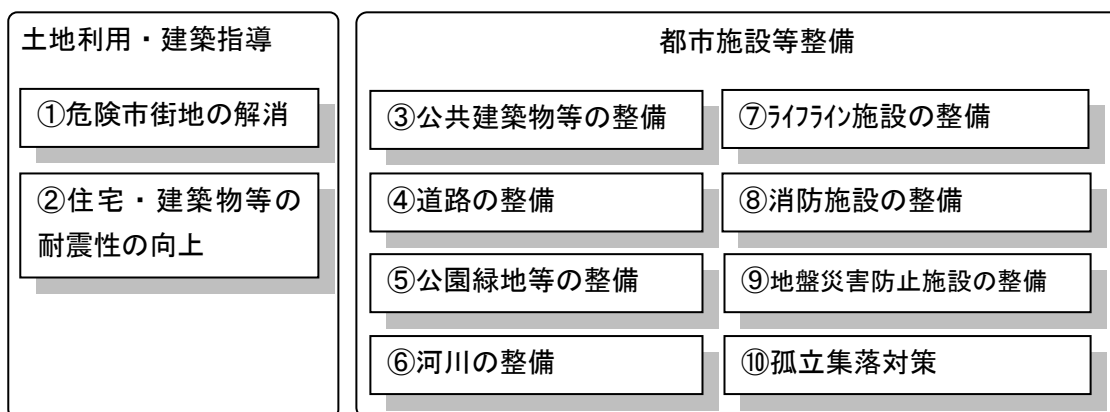 土地利用・建築指導
①危険市街地の解消
②住宅・建築物等の
耐震性の向上
都市施設等整備
③公共建築物等の整備
④道路の整備
⑤公園緑地等の整備
⑥河川の整備
⑦ﾗｲﾌﾗｲﾝ施設の整備
⑧消防施設の整備
⑨地盤災害防止施設の整備
⑩孤立集落対策